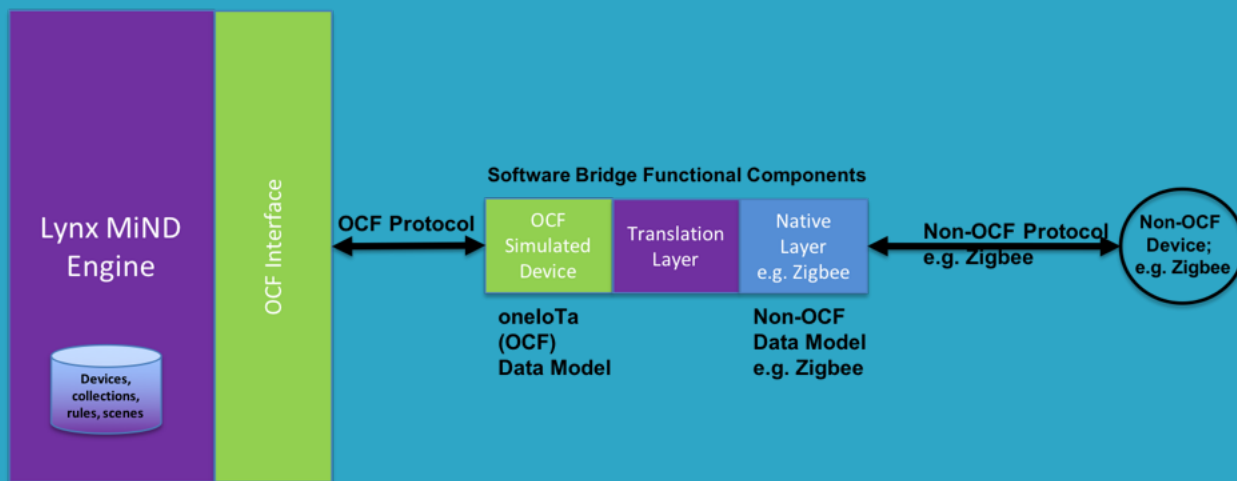 Lynx MiND
Engine
Devices,
collections,
rules, scenes
OCF Interface
OCF Protocol
Software Bridge Functional Components
OCF
Simulated
Device
Translation
Layer
Native
Layer
e.g. Zigbee
oneIoTa
(OCF)
Data Model
Non-OCF
Data Model
e.g. Zigbee
Non-OCF Protocol
e.g. Zigbee
Non-OCF
Device;
e.g. Zigbee